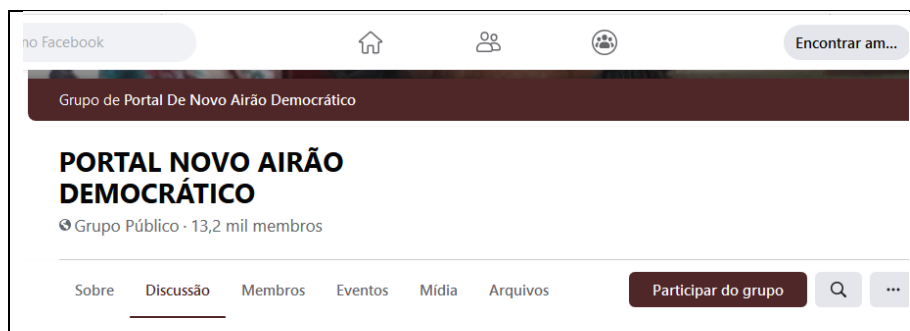 no Facebook
Encontrar am...
Grupo de Portal De Novo Airão Democrático
PORTAL NOVO AIRÃO
DEMOCRÁTICO
Grupo Público · 13,2 mil membros
Sobre Discussão Membros Eventos Mídia Arquivos Participar do grupo ...